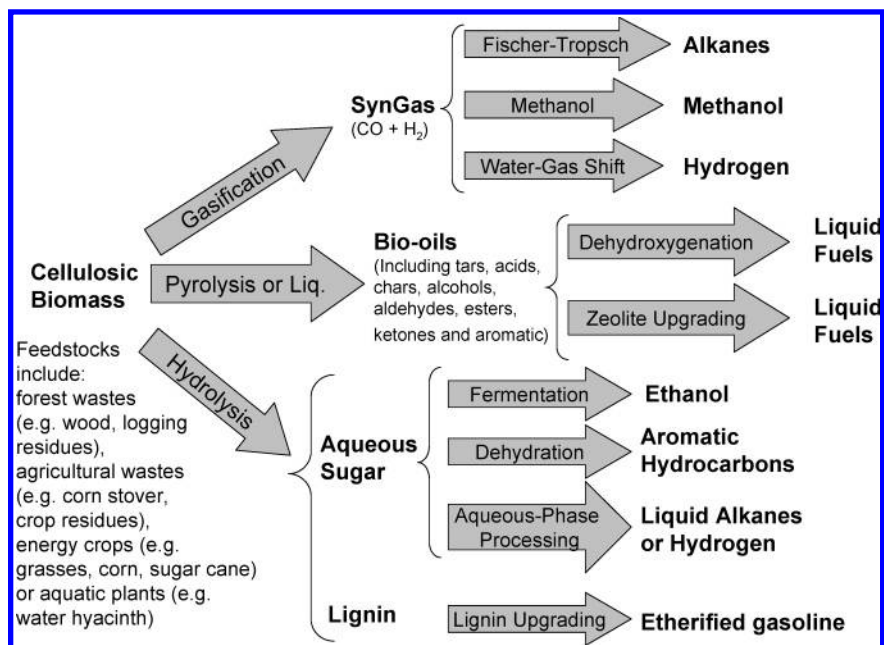 Fischer-Tropsch
Alkanes
SynGas
(CO + H₂)
Methanol
Methanol
Water-Gas Shift
Hydrogen
Gasification
Cellulosic
Biomass
Pyrolysis or Liq.
Bio-oils
(Including tars, acids,
chars, alcohols,
aldehydes, esters,
ketones and aromatic)
Dehydroxygenation
Liquid
Fuels
Zeolite Upgrading
Liquid
Fuels
Feedstocks
include:
forest wastes
(e.g. wood, logging
residues),
agricultural wastes
(e.g. corn stover,
crop residues),
energy crops (e.g.
grasses, corn, sugar cane)
or aquatic plants (e.g.
water hyacinth)
Hydrolysis
Aqueous
Sugar
Fermentation
Ethanol
Dehydration
Aromatic
Hydrocarbons
Aqueous-Phase
Processing
Liquid Alkanes
or Hydrogen
Lignin
Lignin Upgrading
Etherified gasoline